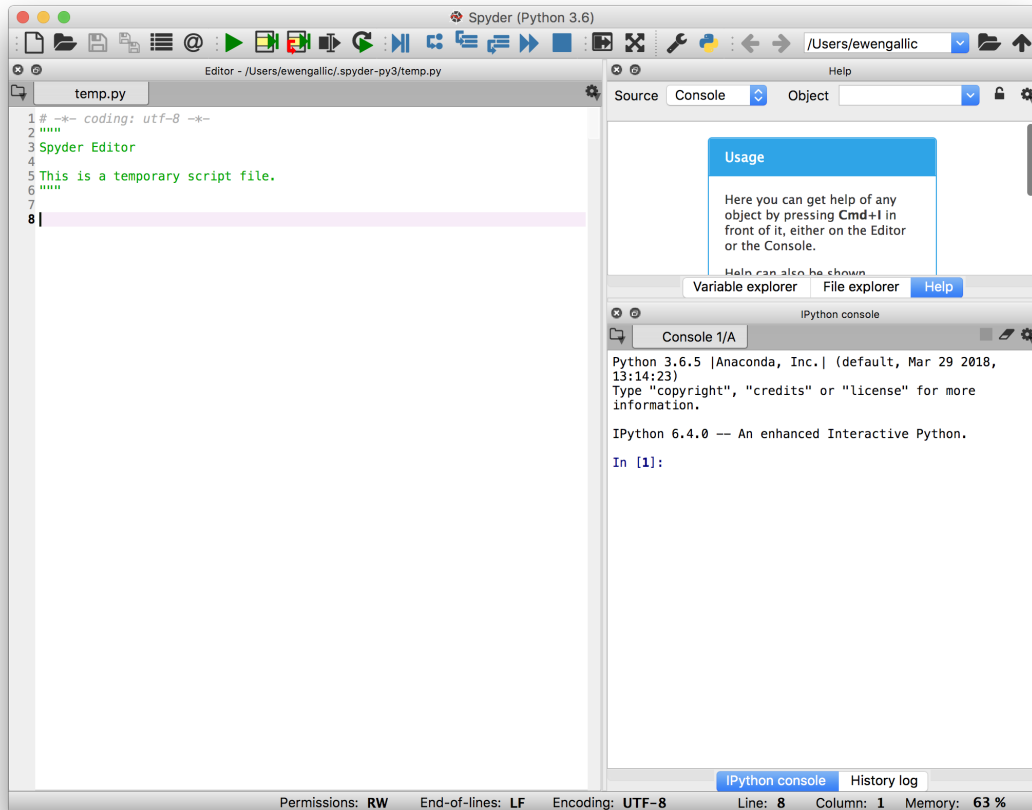 Spyder (Python 3.6)
/Users/ewengallic
Editor - /Users/ewengallic/.spyder-py3/temp.py
temp.py
1 # -*- coding: utf-8 -*-
2 """
3 Spyder Editor
4
5 This is a temporary script file.
6 """
7
8
Help
Source Console Object
Usage
Here you can get help of any
object by pressing Cmd+I in
front of it, either on the Editor
or the Console.
Help can also be shown
Variable explorer File explorer Help
IPython console
Console 1/A
Python 3.6.5 |Anaconda, Inc.| (default, Mar 29 2018,
13:14:23)
Type "copyright", "credits" or "license" for more
information.
IPython 6.4.0 -- An enhanced Interactive Python.
In [1]:
IPython console History log
Permissions: RW End-of-lines: LF Encoding: UTF-8 Line: 8 Column: 1 Memory: 63 %